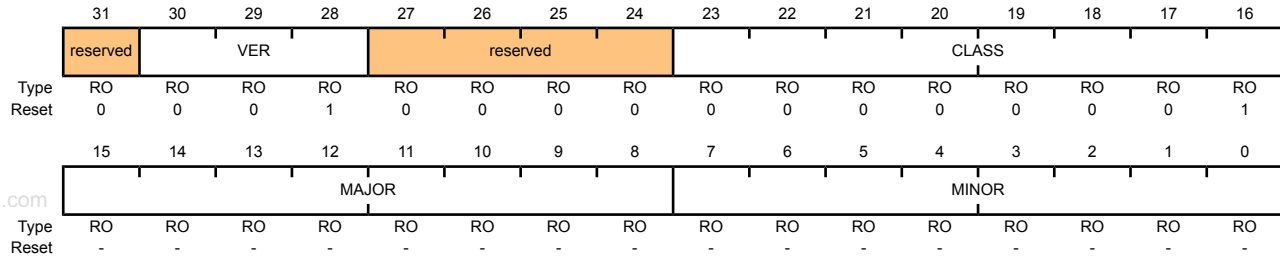 31 30 29 28 27 26 25 24 23 22 21 20 19 18 17 16
reserved VER reserved CLASS
Type RO RO RO RO RO RO RO RO RO RO RO RO RO RO RO RO
Reset 0 0 0 1 0 0 0 0 0 0 0 0 0 0 0 1
15 14 13 12 11 10 9 8 7 6 5 4 3 2 1 0
MAJOR MINOR
.com
Type RO RO RO RO RO RO RO RO RO RO RO RO RO RO RO RO
Reset - - - - - - - - - - - - - - - -